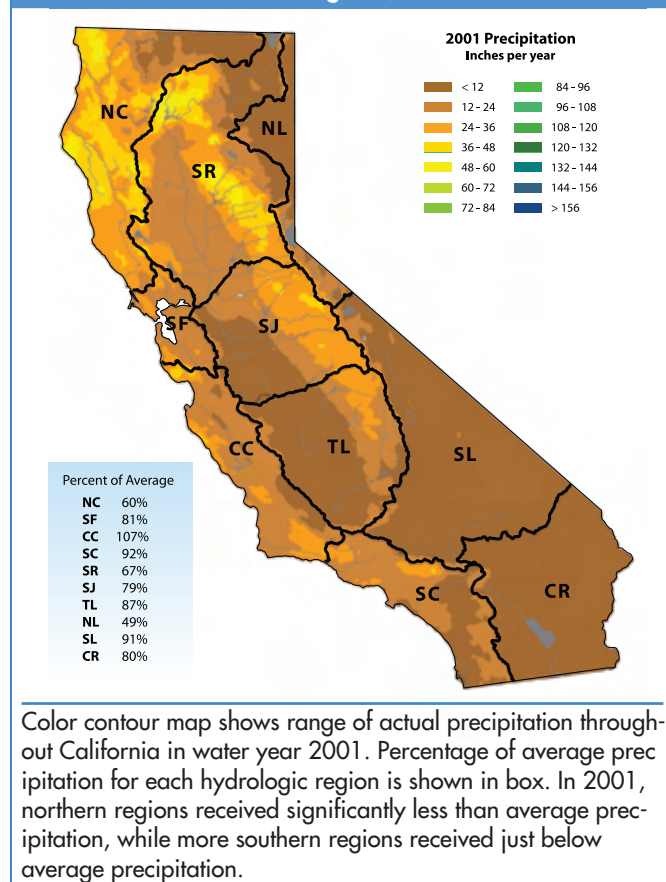 2001 Precipitation
Inches per year
< 12
12 – 24
24 – 36
36 – 48
48 – 60
60 – 72
72 – 84
84 – 96
96 – 108
108 – 120
120 – 132
132 – 144
144 – 156
> 156
NC
NL
SR
SF
SJ
CC
TL
SL
SC
CR
Percent of Average
NC 60%
SF 81%
CC 107%
SC 92%
SR 67%
SJ 79%
TL 87%
NL 49%
SL 91%
CR 80%
Color contour map shows range of actual precipitation through-
out California in water year 2001. Percentage of average prec
ipitation for each hydrologic region is shown in box. In 2001,
northern regions received significantly less than average prec-
ipitation, while more southern regions received just below
average precipitation.